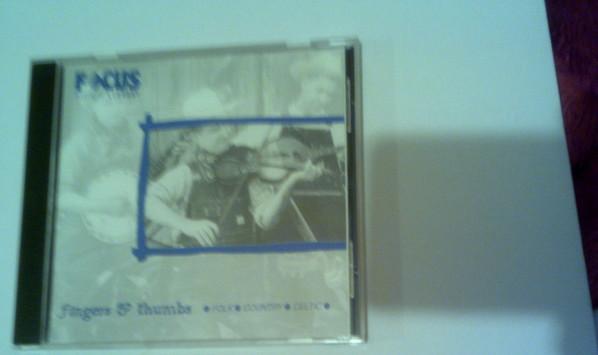 FOCUS
fingers & thumbs ● FOLK ● COUNTRY ● CELTIC ●